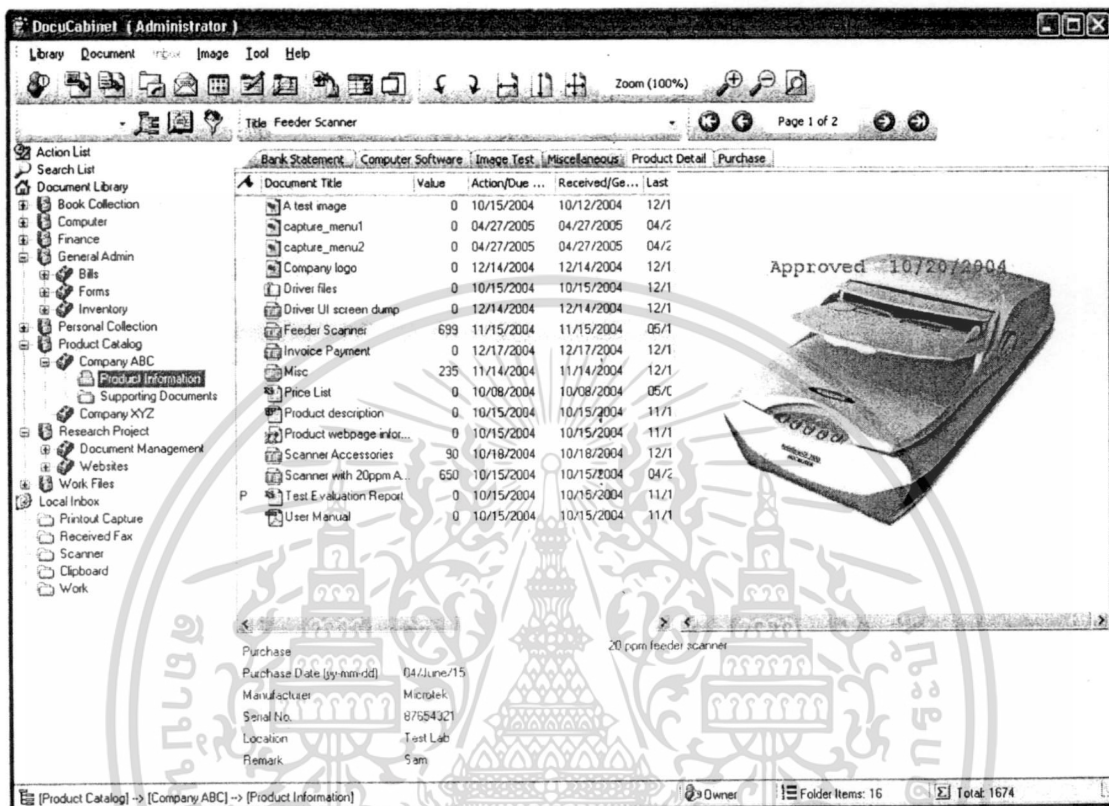 DocuCabinet ( Administrator )
Library Document Inbox Image Tool Help
Zoom (100%)
Title Feeder Scanner
Page 1 of 2
Action List
Search List
Document Library
Book Collection
Computer
Finance
General Admin
Bills
Forms
Inventory
Personal Collection
Product Catalog
Company ABC
Product Information
Supporting Documents
Company XYZ
Research Project
Document Management
Websites
Work Files
Local Inbox
Printout Capture
Received Fax
Scanner
Clipboard
Work
Bank Statement Computer Software Image Test Miscellaneous Product Detail Purchase
Document Title Value Action/Due ... Received/Ge... Last
A test image 0 10/15/2004 10/12/2004 12/1
capture_menu1 0 04/27/2005 04/27/2005 04/2
capture_menu2 0 04/27/2005 04/27/2005 04/2
Company logo 0 12/14/2004 12/14/2004 12/1
Driver files 0 10/15/2004 10/15/2004 12/1
Driver UI screen dump 0 12/14/2004 12/14/2004 12/1
Feeder Scanner 699 11/15/2004 11/15/2004 05/1
Invoice Payment 0 12/17/2004 12/17/2004 12/1
Misc 235 11/14/2004 11/14/2004 12/1
Price List 0 10/08/2004 10/08/2004 05/0
Product description 0 10/15/2004 10/15/2004 11/1
Product webpage infor... 0 10/15/2004 10/15/2004 11/1
Scanner Accessories 90 10/18/2004 10/18/2004 12/1
Scanner with 20ppm A... 650 10/15/2004 10/15/2004 04/2
P Test Evaluation Report 0 10/15/2004 10/15/2004 11/1
User Manual 0 10/15/2004 10/15/2004 11/1
Approved 10/20/2004
Purchase
Purchase Date (yy-mm-dd) 04/June/15
Manufacturer Microtek
Serial No. 87654321
Location Test Lab
Remark Sam
20 ppm feeder scanner
[Product Catalog] --> [Company ABC] --> [Product Information]
Owner
Folder Items: 16
Total: 1674